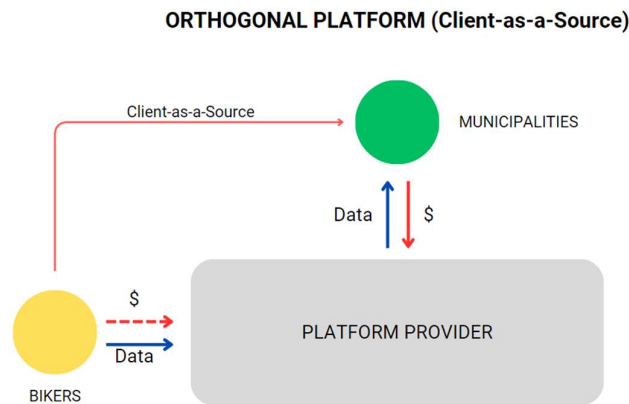 ORTHOGONAL PLATFORM (Client-as-a-Source)
Client-as-a-Source
MUNICIPALITIES
Data
$
$
Data
PLATFORM PROVIDER
BIKERS